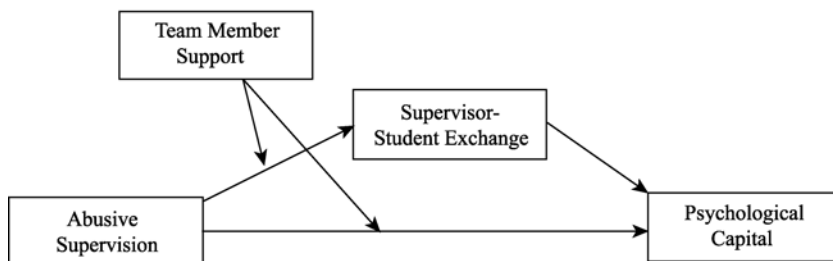 Team Member
Support
Supervisor-
Student Exchange
Abusive
Supervision
Psychological
Capital